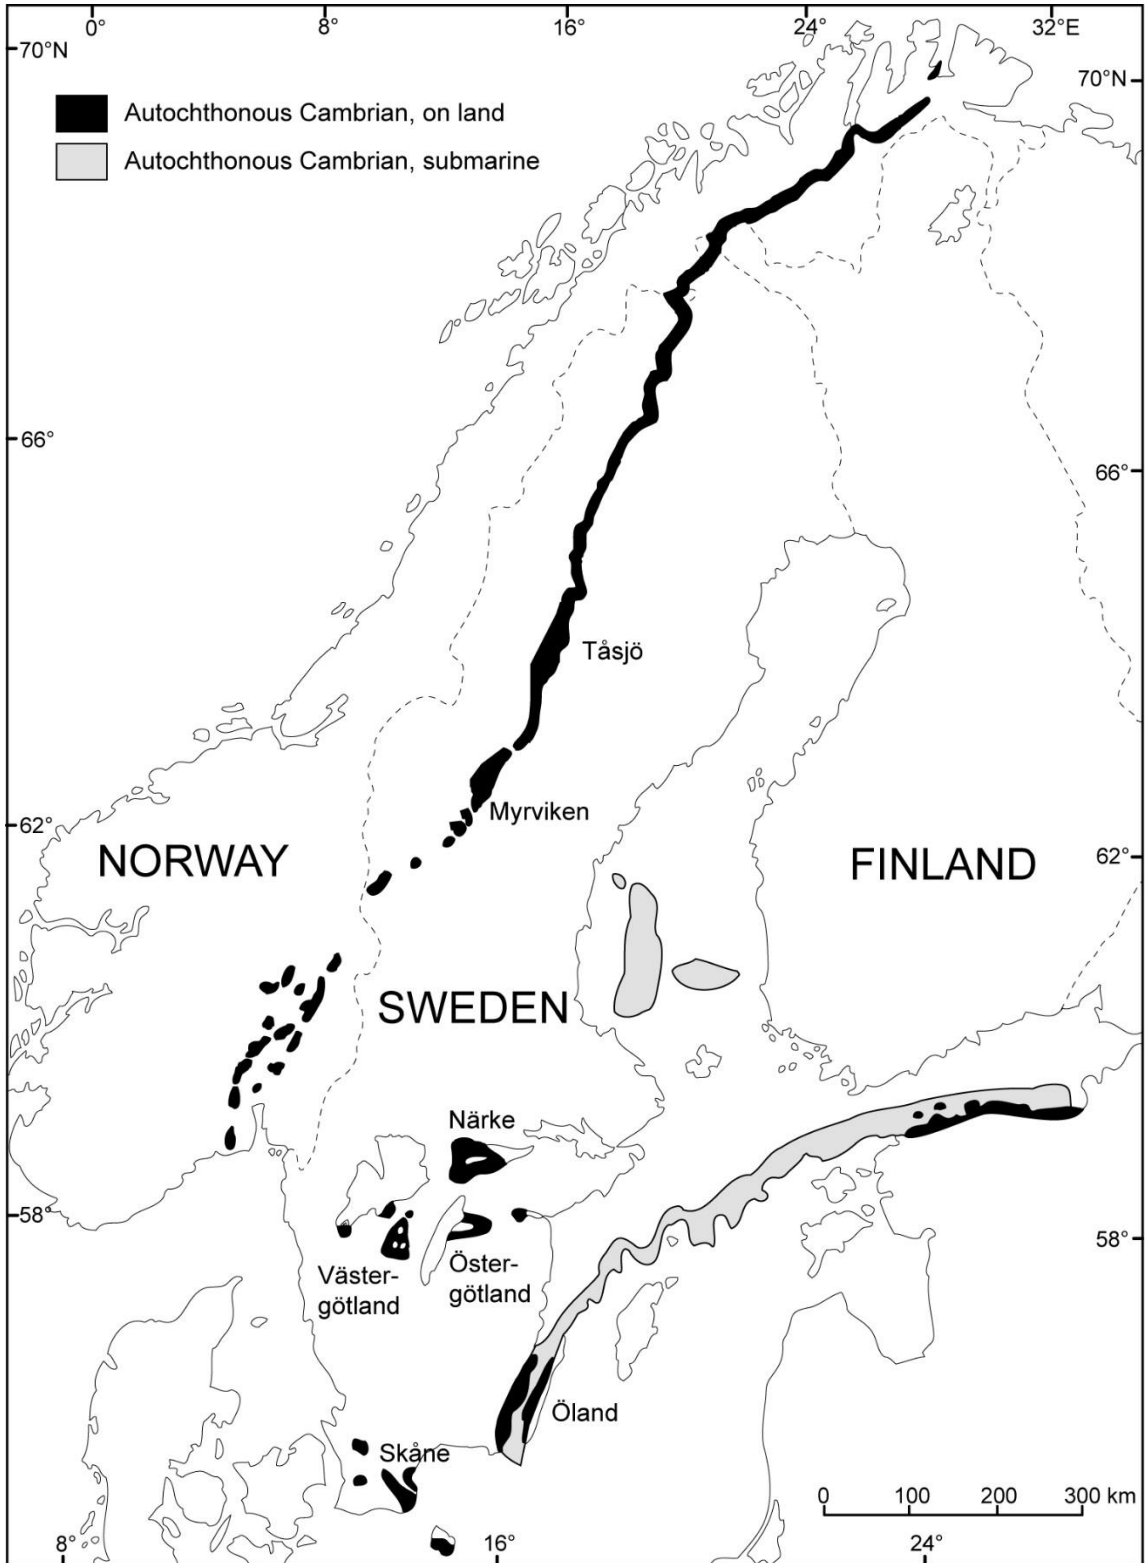 0°
8°
16°
24°
32°E
70°N
70°N
Autochthonous Cambrian, on land
Autochthonous Cambrian, submarine
66°
66°
Tåsjö
Myrviken
62°
62°
NORWAY
FINLAND
SWEDEN
Närke
58°
58°
Väster-
götland
Öster-
götland
Öland
Skåne
0 100 200 300 km
8°
16°
24°